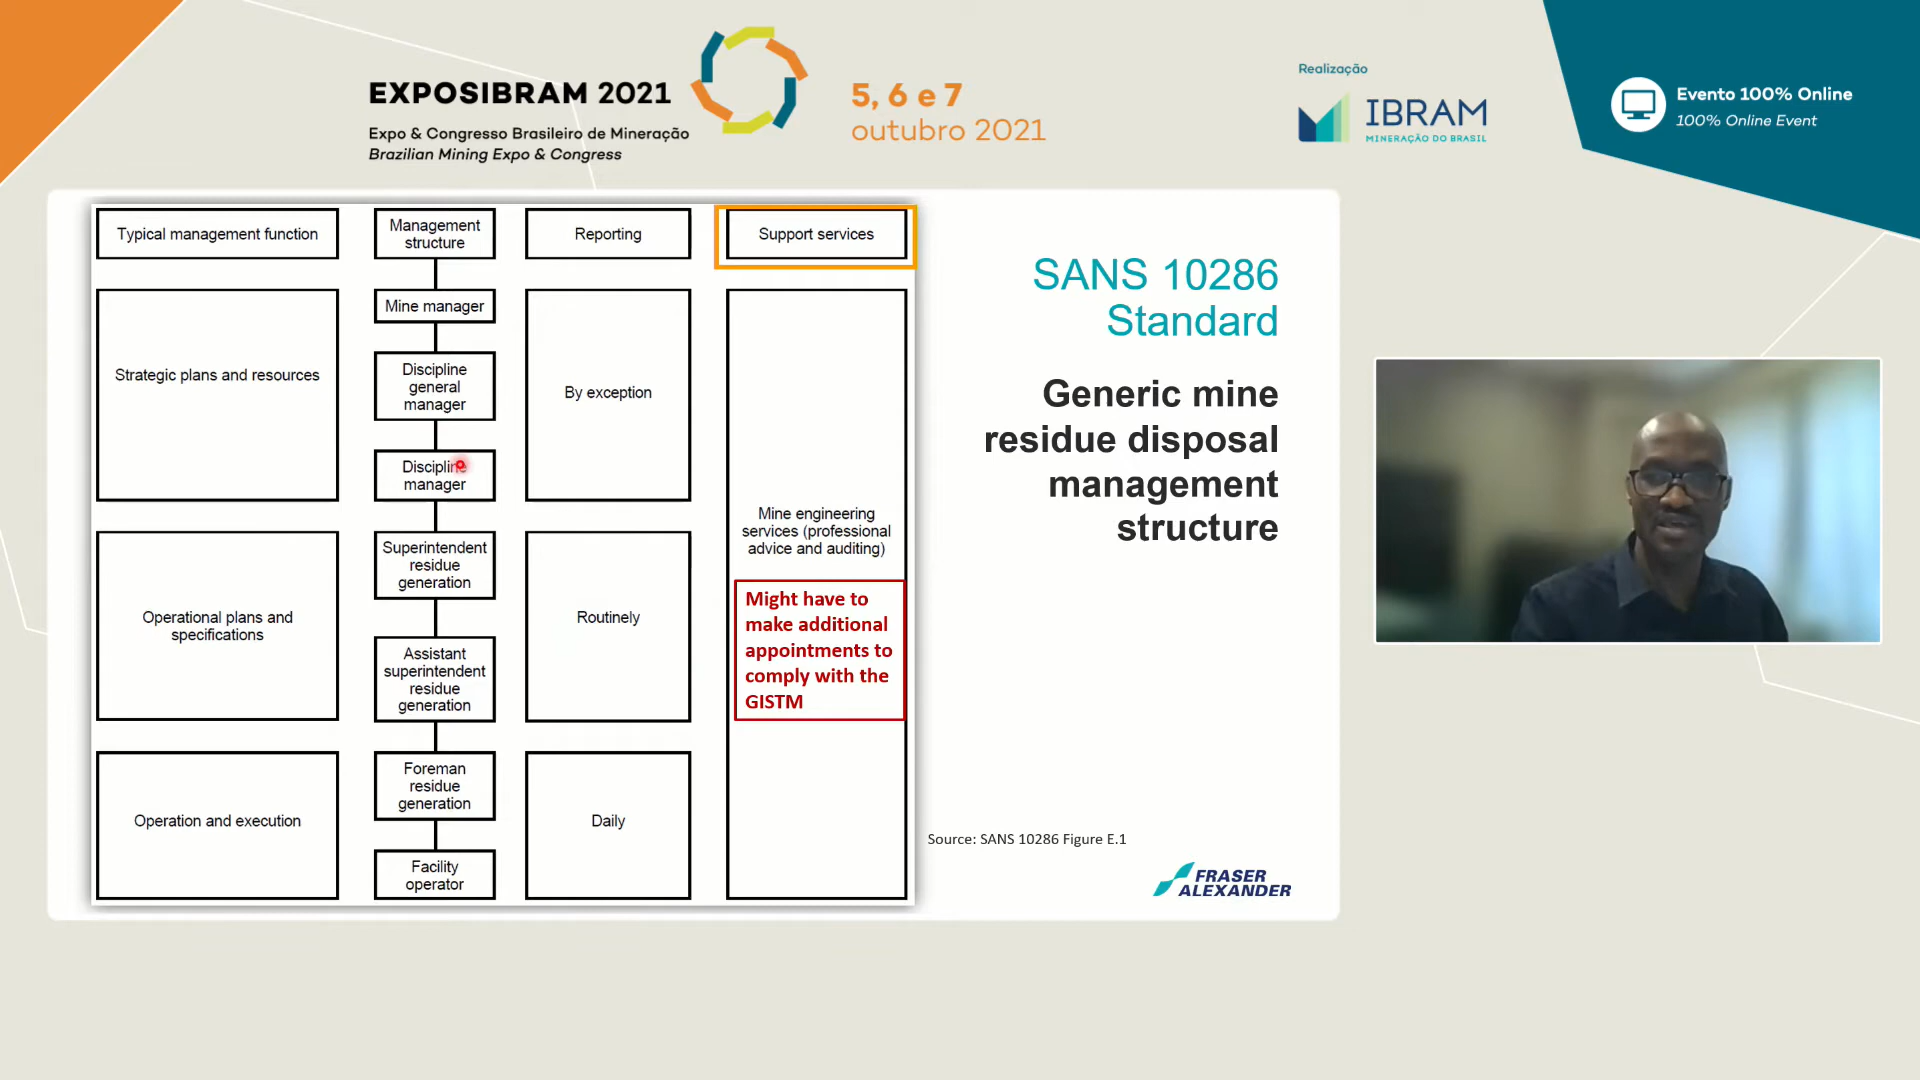 EXPOSIBRAM 2021
Expo & Congresso Brasileiro de Mineração
Brazilian Mining Expo & Congress
5, 6 e 7
outubro 2021
Realização
IBRAM
MINERAÇÃO DO BRASIL
Evento 100% Online
100% Online Event
Typical management function
Management
structure
Reporting
Support services
Strategic plans and resources
Mine manager
Discipline
general
manager
Discipline
manager
By exception
Operational plans and
specifications
Superintendent
residue
generation
Assistant
superintendent
residue
generation
Routinely
Operation and execution
Foreman
residue
generation
Facility
operator
Daily
Mine engineering
services (professional
advice and auditing)
Might have to
make additional
appointments to
comply with the
GISTM
SANS 10286
Standard
Generic mine
residue disposal
management
structure
Source: SANS 10286 Figure E.1
FRASER
ALEXANDER